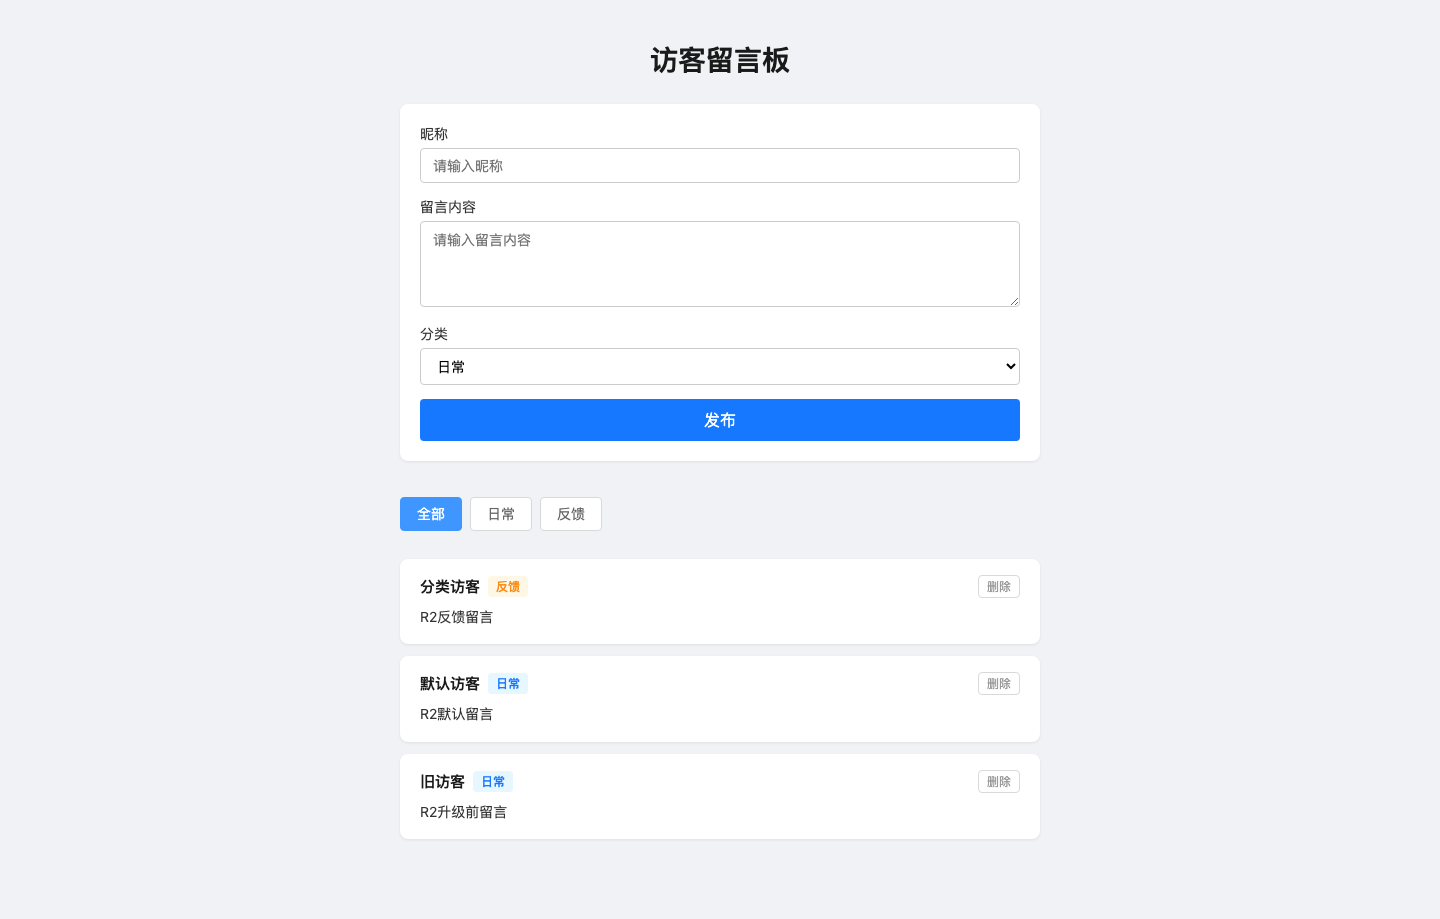 访客留言板
昵称
请输入昵称
留言内容
请输入留言内容
分类
日常
发布
全部 日常 反馈
分类访客 反馈 删除
R2反馈留言
默认访客 日常 删除
R2默认留言
旧访客 日常 删除
R2升级前留言